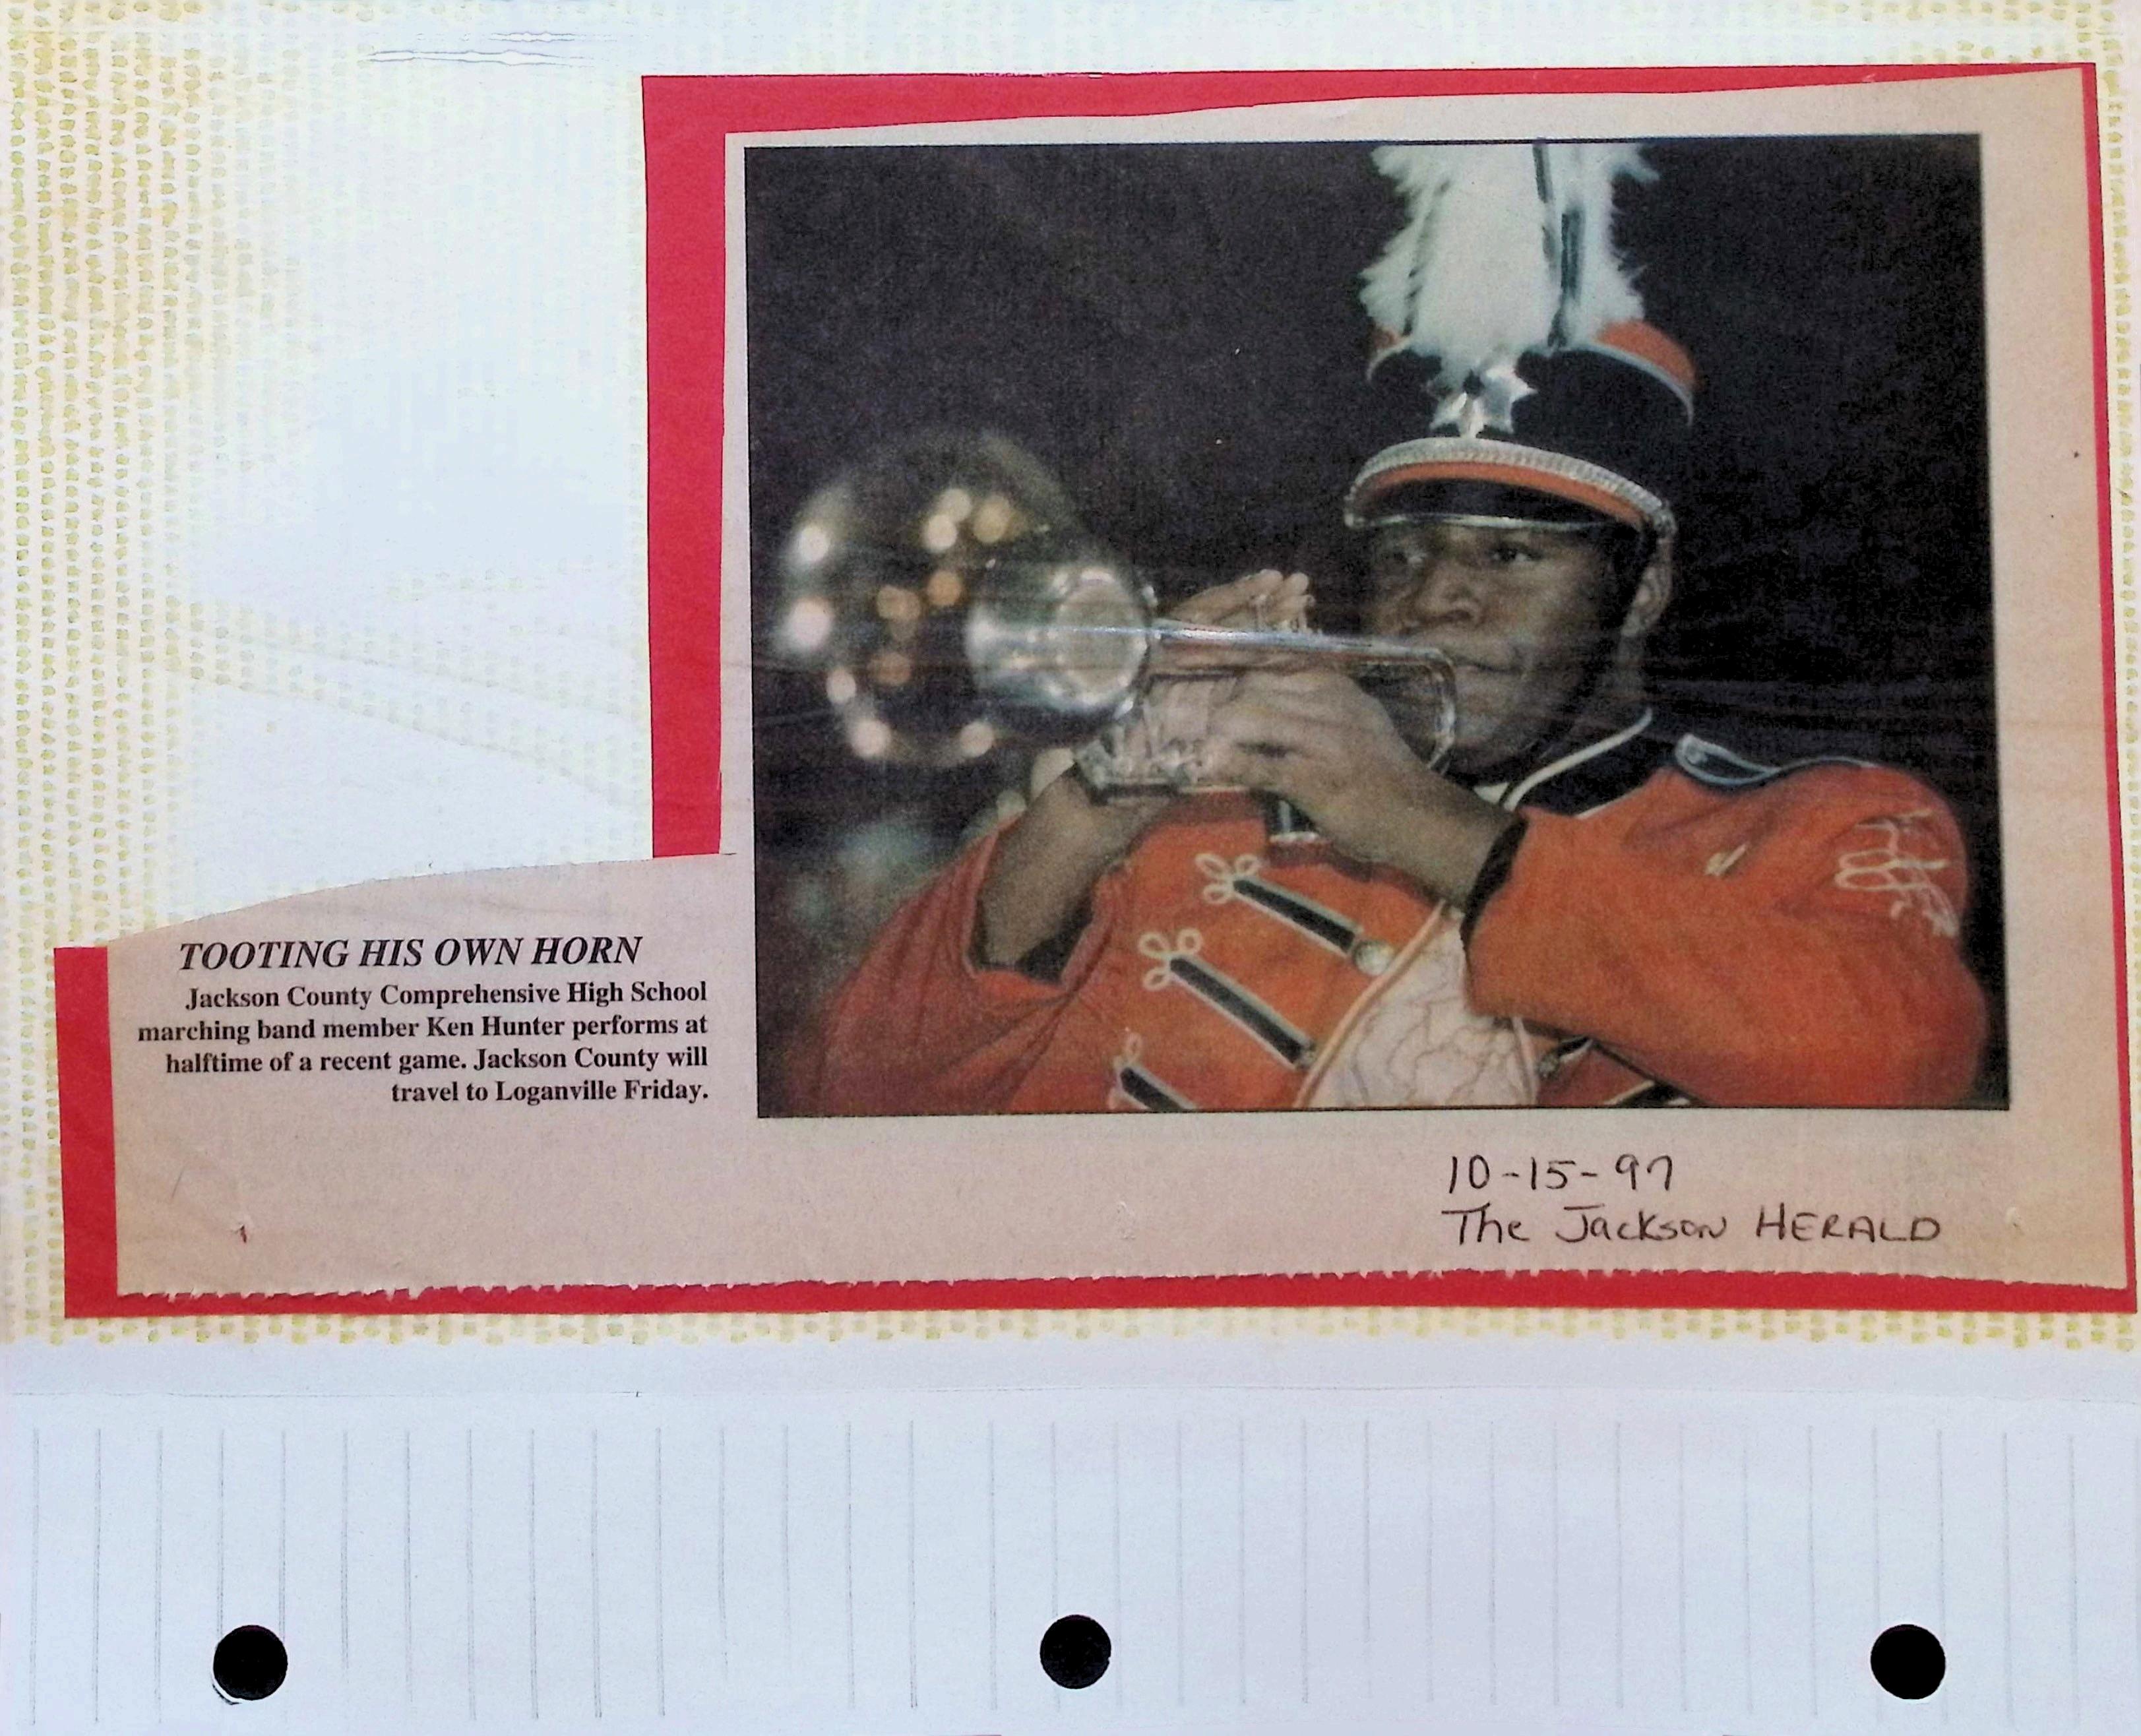 TOOTING HIS OWN HORN
Jackson County Comprehensive High School
marching band member Ken Hunter performs at
halftime of a recent game. Jackson County will
travel to Loganville Friday.
10-15-97
The Jackson HERALD